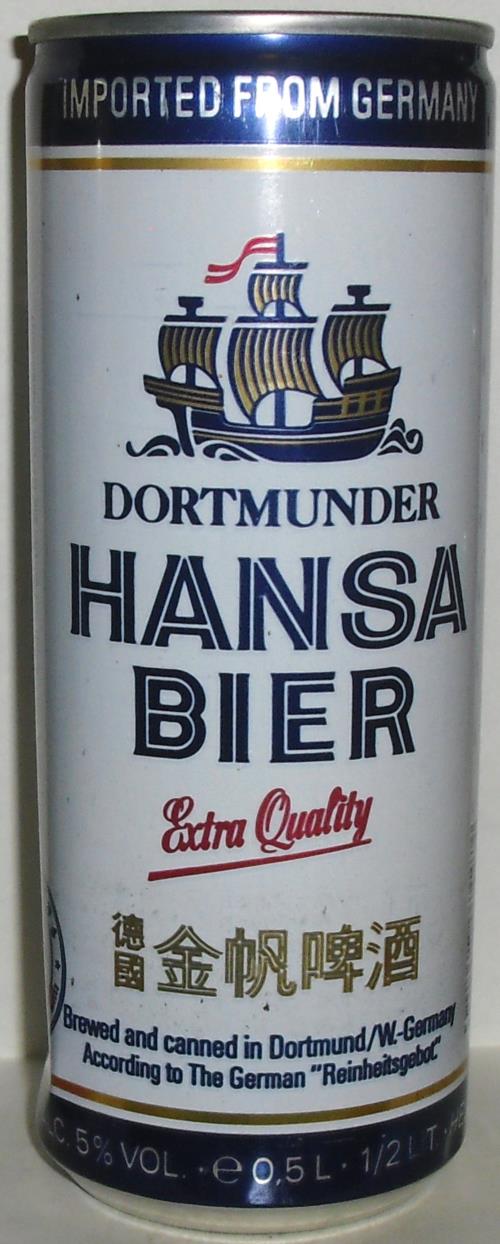 IMPORTED FROM GERMANY
DORTMUNDER
HANSA
BIER
Extra Quality
德國 金帆啤酒
Brewed and canned in Dortmund/W.-Germany
According to The German "Reinheitsgebot"
5% VOL. · ℮ 0,5 L · 1/2 LT.